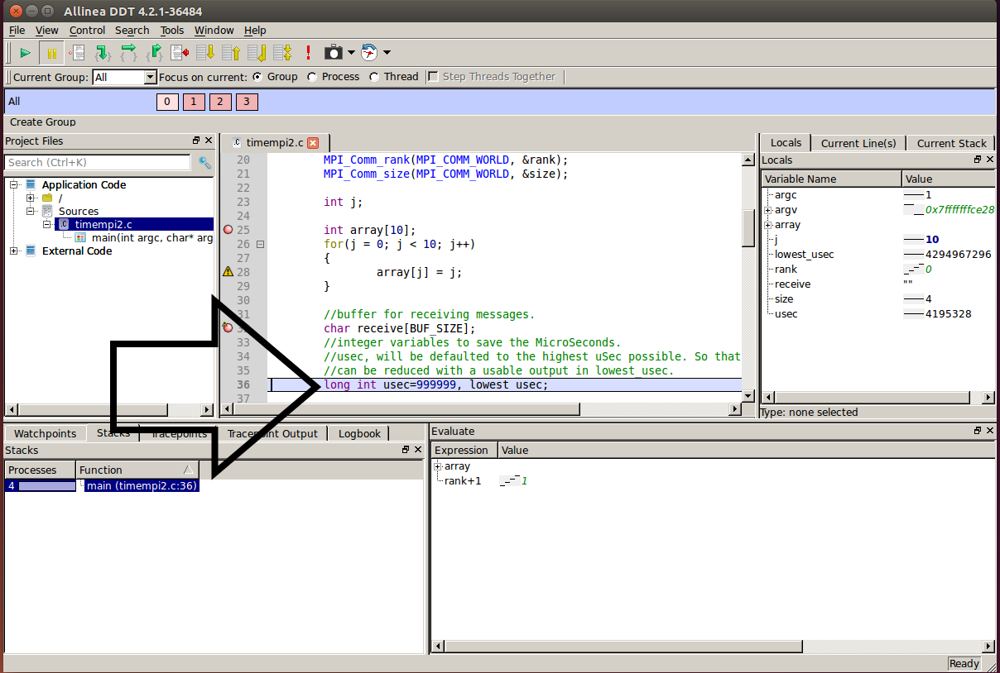 Allinea DDT 4.2.1-36484
File View Control Search Tools Window Help
Current Group: All Focus on current: Group Process Thread Step Threads Together
All 0 1 2 3
Create Group
Project Files
Search (Ctrl+K)
Application Code
/
Sources
timempi2.c
main(int argc, char* arg
External Code
timempi2.c
20 MPI_Comm_rank(MPI_COMM_WORLD, &rank);
21 MPI_Comm_size(MPI_COMM_WORLD, &size);
22
23 int j;
24
25 int array[10];
26 for(j = 0; j < 10; j++)
27 {
28 array[j] = j;
29 }
30
31 //buffer for receiving messages.
char receive[BUF_SIZE];
33 //integer variables to save the MicroSeconds.
34 //usec, will be defaulted to the highest uSec possible. So that
35 //can be reduced with a usable output in lowest_usec.
36 long int usec=999999, lowest_usec;
37
Locals Current Line(s) Current Stack
Locals
Variable Name Value
argc 1
argv 0x7ffffffce28
array
j 10
lowest_usec 4294967296
rank 0
receive ""
size 4
usec 4195328
Type: none selected
Watchpoints Stacks Tracepoints Tracepoint Output Logbook
Stacks
Processes Function
4 main (timempi2.c:36)
Evaluate
Expression Value
array
rank+1 1
Ready